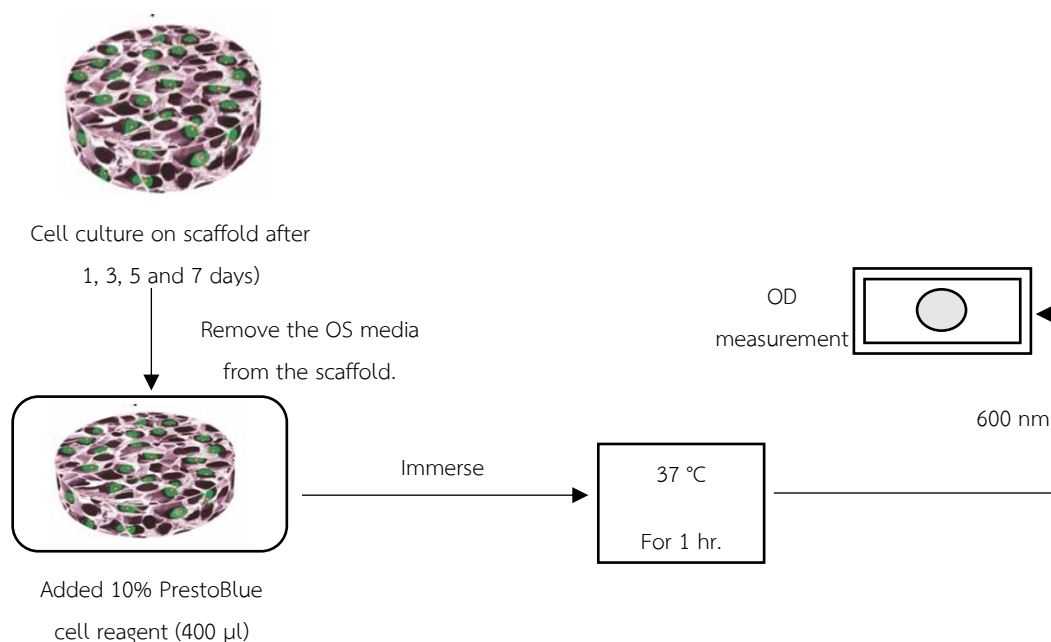 Cell culture on scaffold after
1, 3, 5 and 7 days)
Remove the OS media
from the scaffold.
Added 10% PrestoBlue
cell reagent (400 µl)
Immerse
37 °C
For 1 hr.
600 nm
OD
measurement